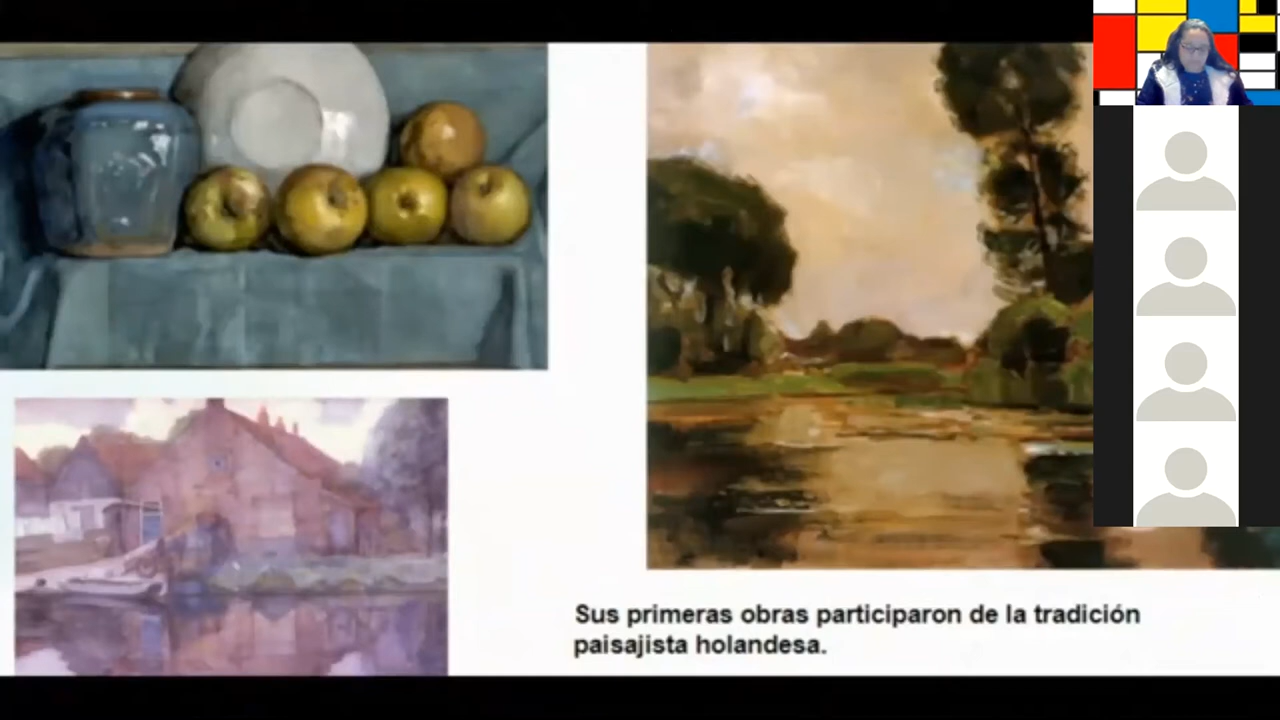 Sus primeras obras participaron de la tradición
paisajista holandesa.